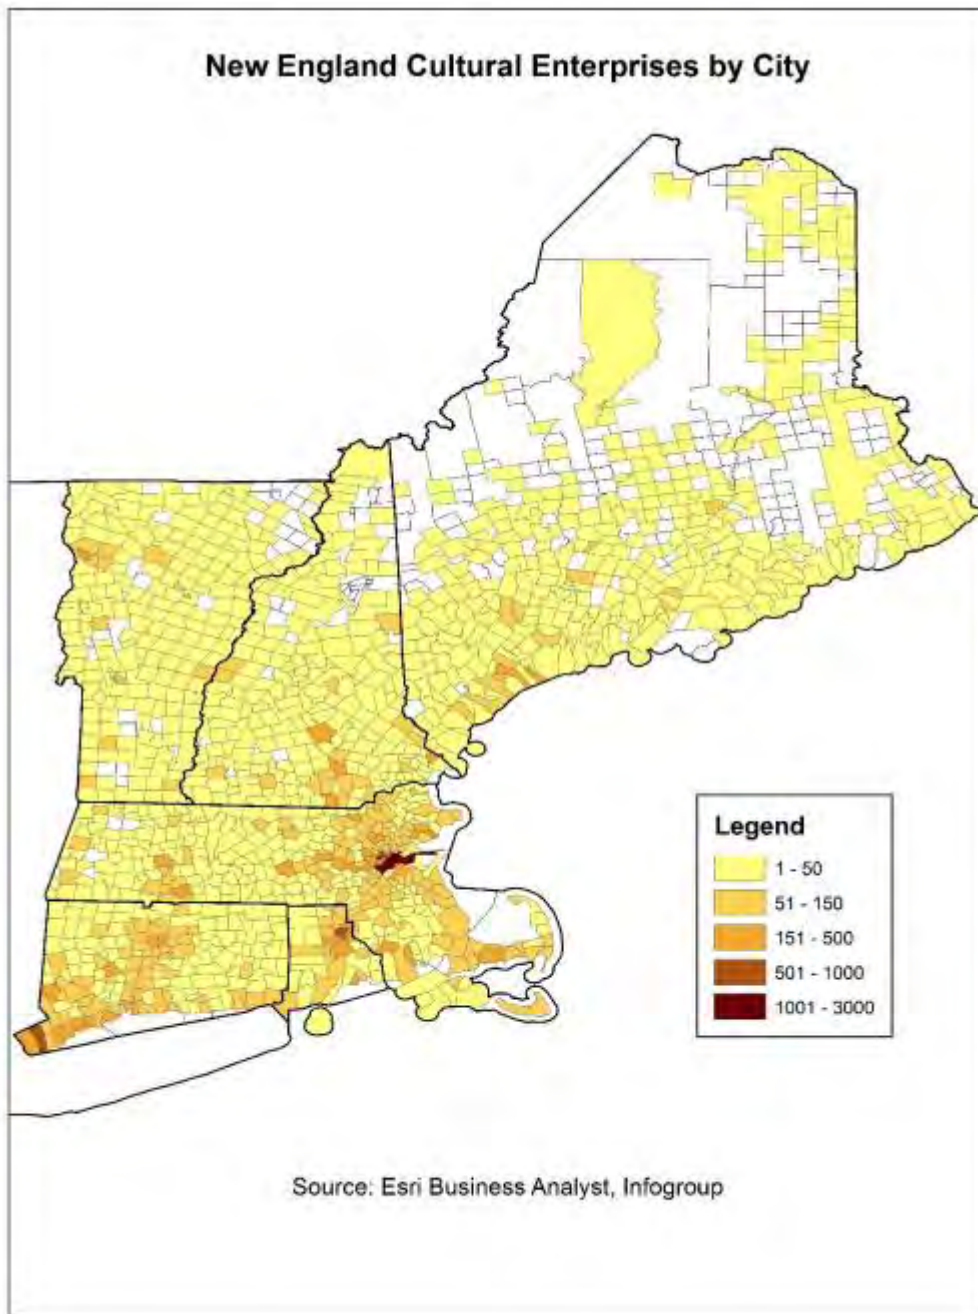 New England Cultural Enterprises by City
Legend
1 - 50
51 - 150
151 - 500
501 - 1000
1001 - 3000
Source: Esri Business Analyst, Infogroup